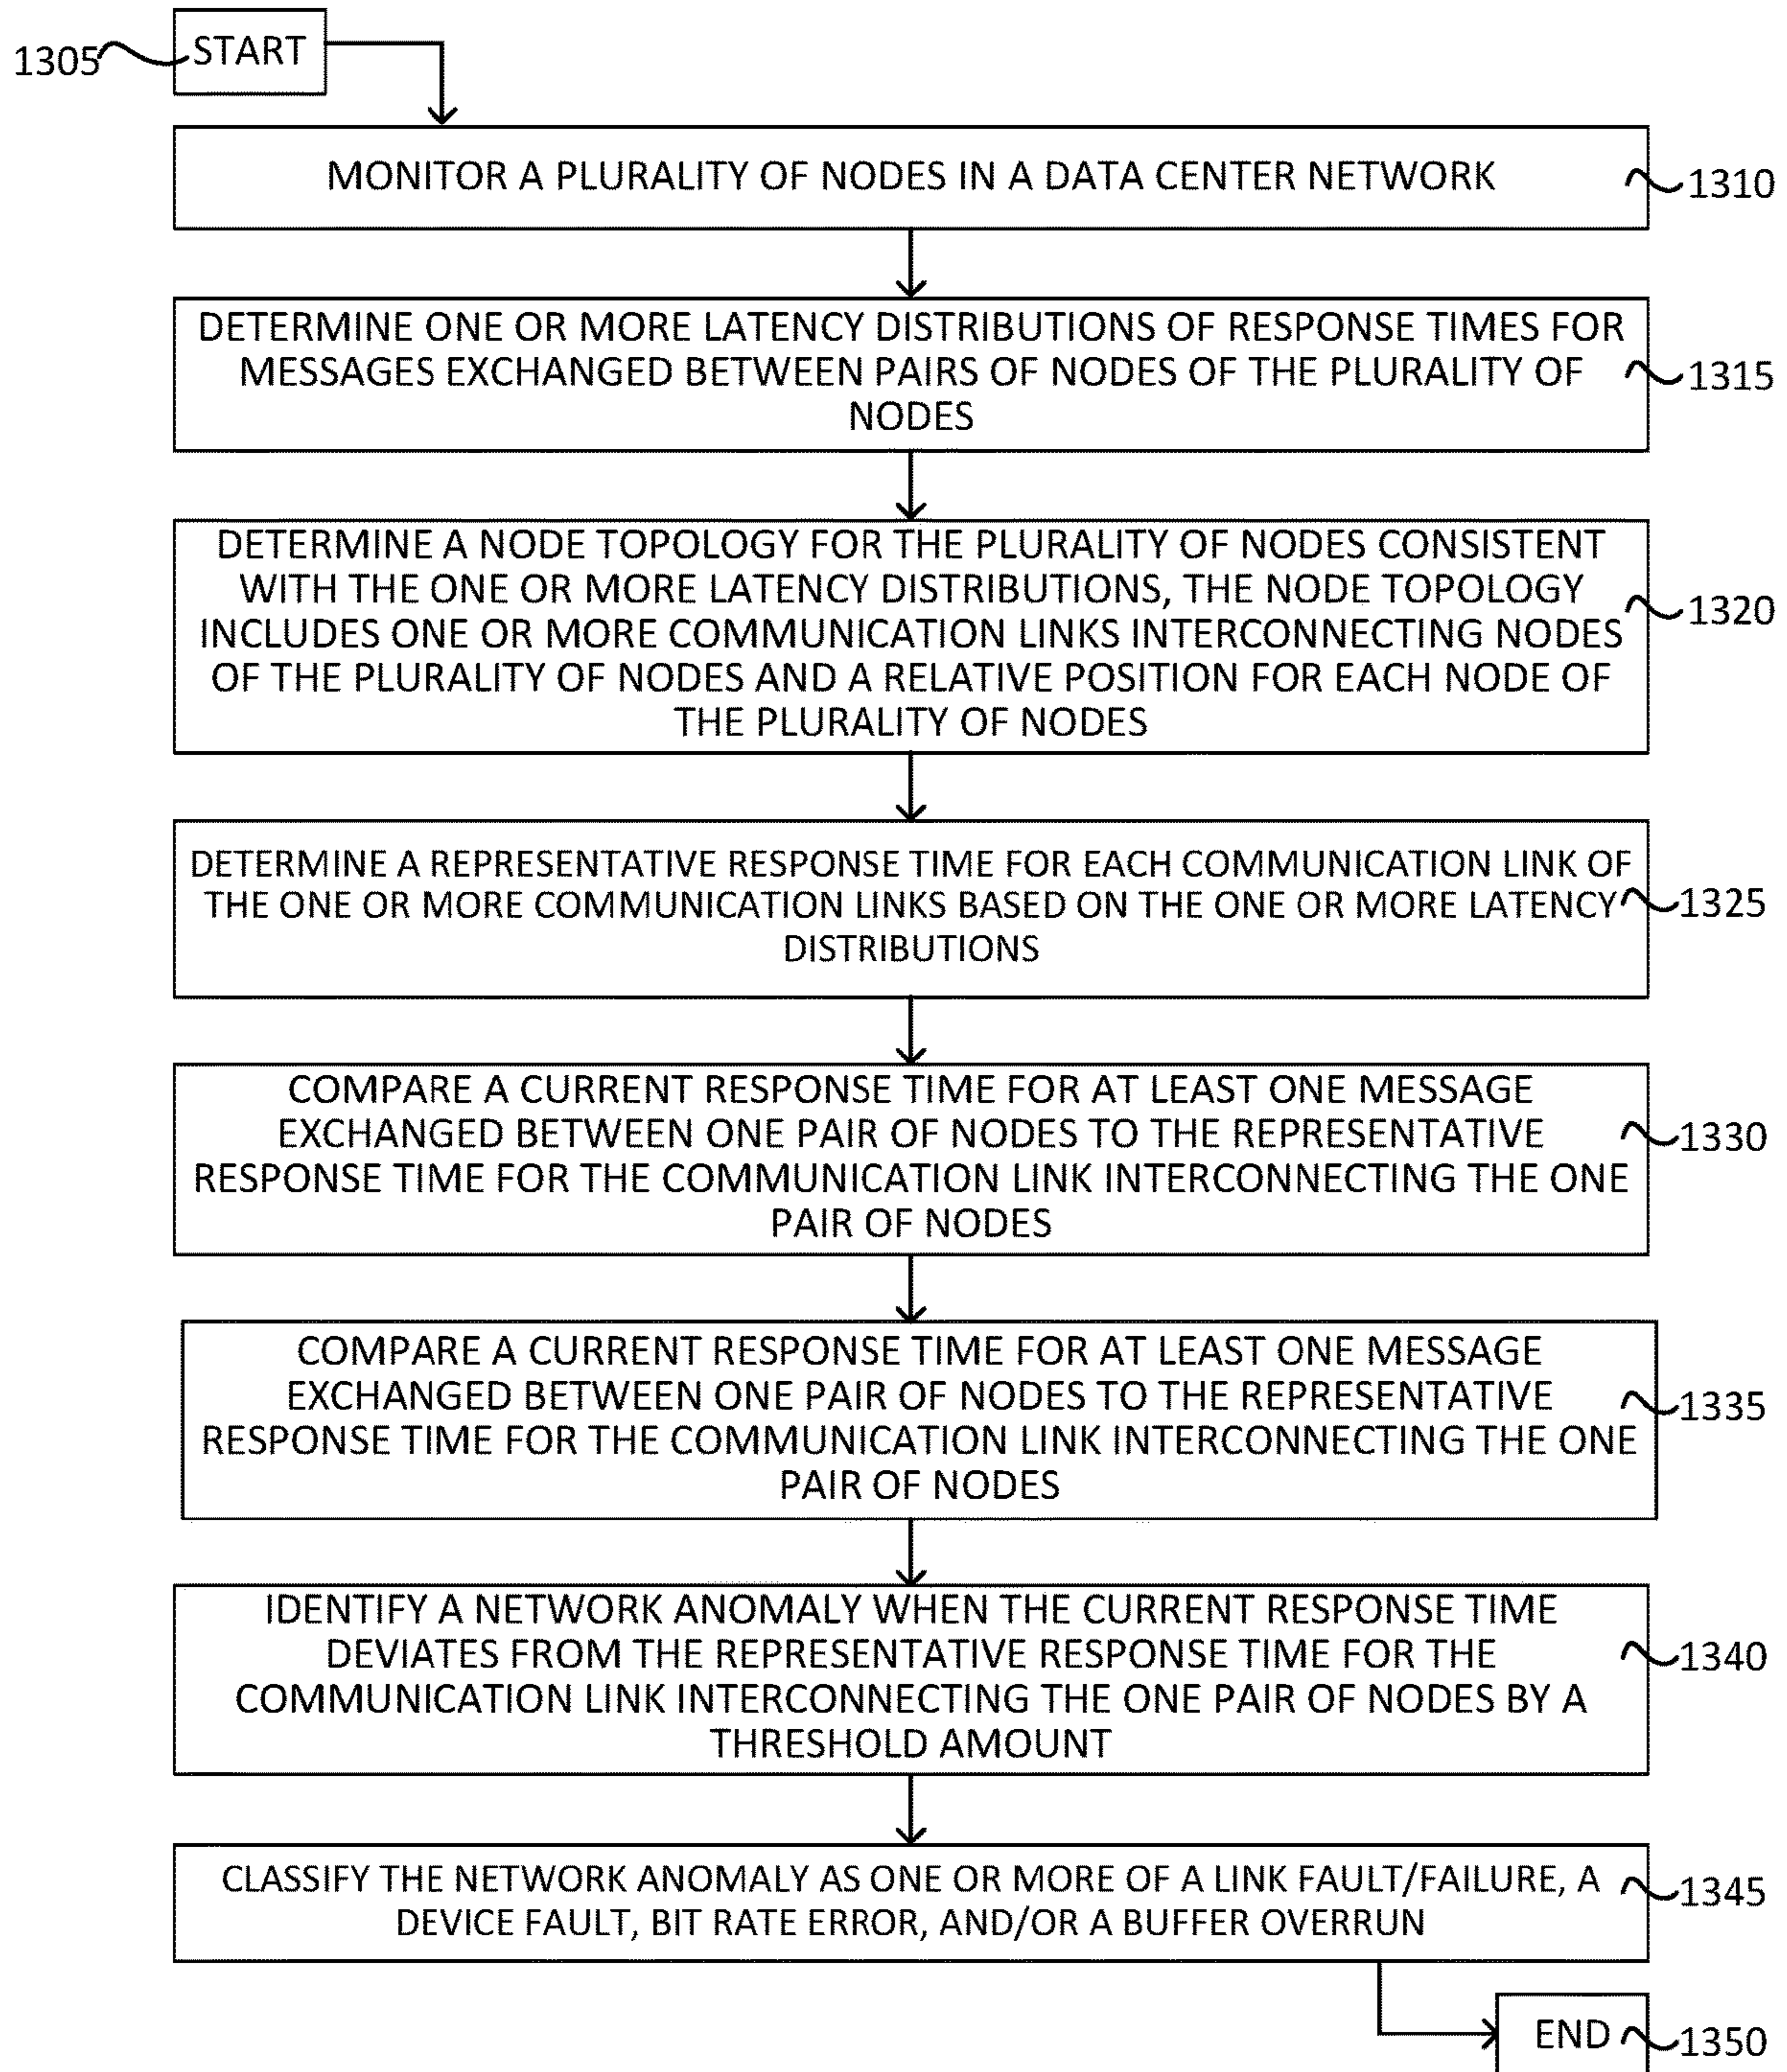 START
1305
MONITOR A PLURALITY OF NODES IN A DATA CENTER NETWORK
1310
DETERMINE ONE OR MORE LATENCY DISTRIBUTIONS OF RESPONSE TIMES FOR
MESSAGES EXCHANGED BETWEEN PAIRS OF NODES OF THE PLURALITY OF
NODES
1315
DETERMINE A NODE TOPOLOGY FOR THE PLURALITY OF NODES CONSISTENT
WITH THE ONE OR MORE LATENCY DISTRIBUTIONS, THE NODE TOPOLOGY
INCLUDES ONE OR MORE COMMUNICATION LINKS INTERCONNECTING NODES
OF THE PLURALITY OF NODES AND A RELATIVE POSITION FOR EACH NODE OF
THE PLURALITY OF NODES
1320
DETERMINE A REPRESENTATIVE RESPONSE TIME FOR EACH COMMUNICATION LINK OF
THE ONE OR MORE COMMUNICATION LINKS BASED ON THE ONE OR MORE LATENCY
DISTRIBUTIONS
1325
COMPARE A CURRENT RESPONSE TIME FOR AT LEAST ONE MESSAGE
EXCHANGED BETWEEN ONE PAIR OF NODES TO THE REPRESENTATIVE
RESPONSE TIME FOR THE COMMUNICATION LINK INTERCONNECTING THE ONE
PAIR OF NODES
1330
COMPARE A CURRENT RESPONSE TIME FOR AT LEAST ONE MESSAGE
EXCHANGED BETWEEN ONE PAIR OF NODES TO THE REPRESENTATIVE
RESPONSE TIME FOR THE COMMUNICATION LINK INTERCONNECTING THE ONE
PAIR OF NODES
1335
IDENTIFY A NETWORK ANOMALY WHEN THE CURRENT RESPONSE TIME
DEVIATES FROM THE REPRESENTATIVE RESPONSE TIME FOR THE
COMMUNICATION LINK INTERCONNECTING THE ONE PAIR OF NODES BY A
THRESHOLD AMOUNT
1340
CLASSIFY THE NETWORK ANOMALY AS ONE OR MORE OF A LINK FAULT/FAILURE, A
DEVICE FAULT, BIT RATE ERROR, AND/OR A BUFFER OVERRUN
1345
END
1350